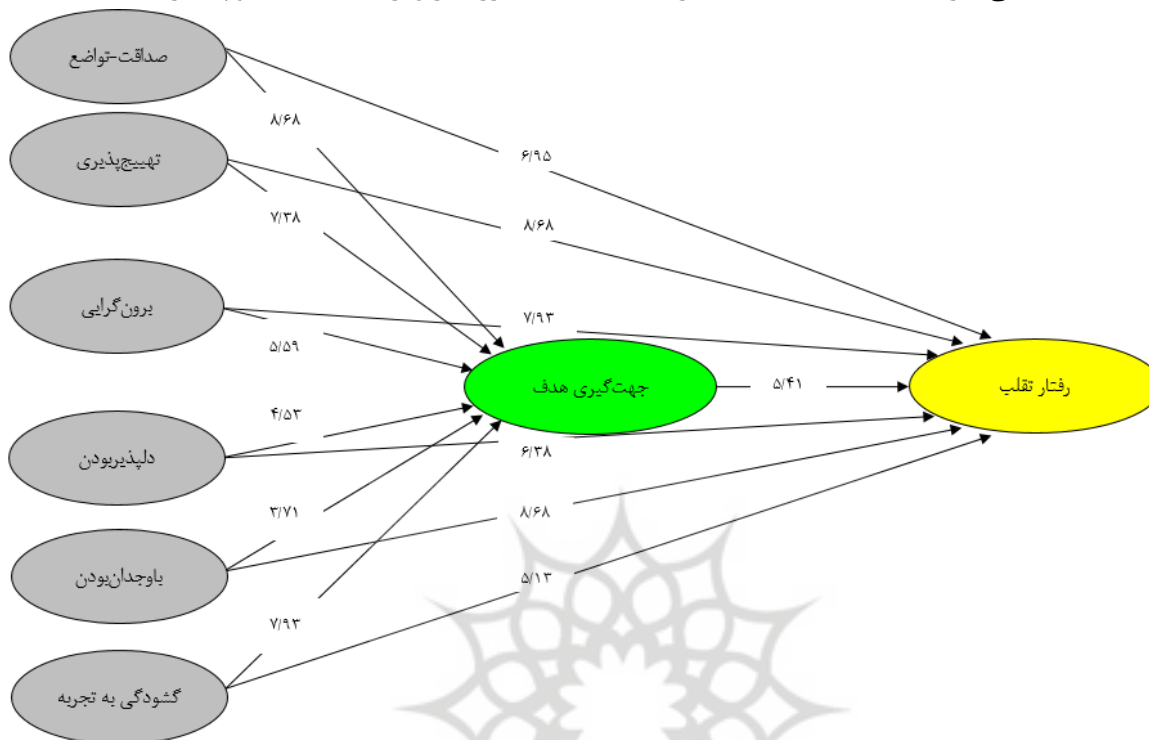 صداقت-تواضع
۸/۶۸
۶/۹۵
تهییج‌پذیری
۷/۳۸
۸/۶۸
برون‌گرایی
۷/۹۳
۵/۵۹
جهت‌گیری هدف
۵/۴۱
رفتار تقلب
۴/۵۳
دلپذیربودن
۶/۳۸
۳/۷۱
۸/۶۸
باوجدان‌بودن
۵/۱۳
۷/۹۳
گشودگی به تجربه